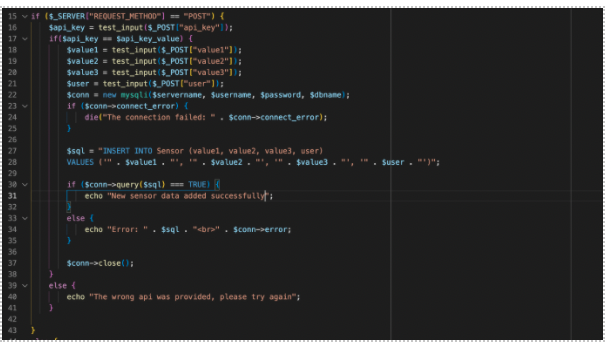 15 if ($_SERVER["REQUEST_METHOD"] == "POST") {
16 $api_key = test_input($_POST["api_key"]);
17 if($api_key == $api_key_value) {
18 $value1 = test_input($_POST["value1"]);
19 $value2 = test_input($_POST["value2"]);
20 $value3 = test_input($_POST["value3"]);
21 $user = test_input($_POST["user"]);
22 $conn = new mysqli($servername, $username, $password, $dbname);
23 if ($conn->connect_error) {
24 die("The connection failed: " . $conn->connect_error);
25 }
26
27 $sql = "INSERT INTO Sensor (value1, value2, value3, user)
28 VALUES ('" . $value1 . "', '" . $value2 . "', '" . $value3 . "', '" . $user . "')";
29
30 if ($conn->query($sql) === TRUE) {
31 echo "New sensor data added successfully";
32 }
33 else {
34 echo "Error: " . $sql . "<br>" . $conn->error;
35 }
36
37 $conn->close();
38 }
39 else {
40 echo "The wrong api was provided, please try again";
41 }
42
43 }